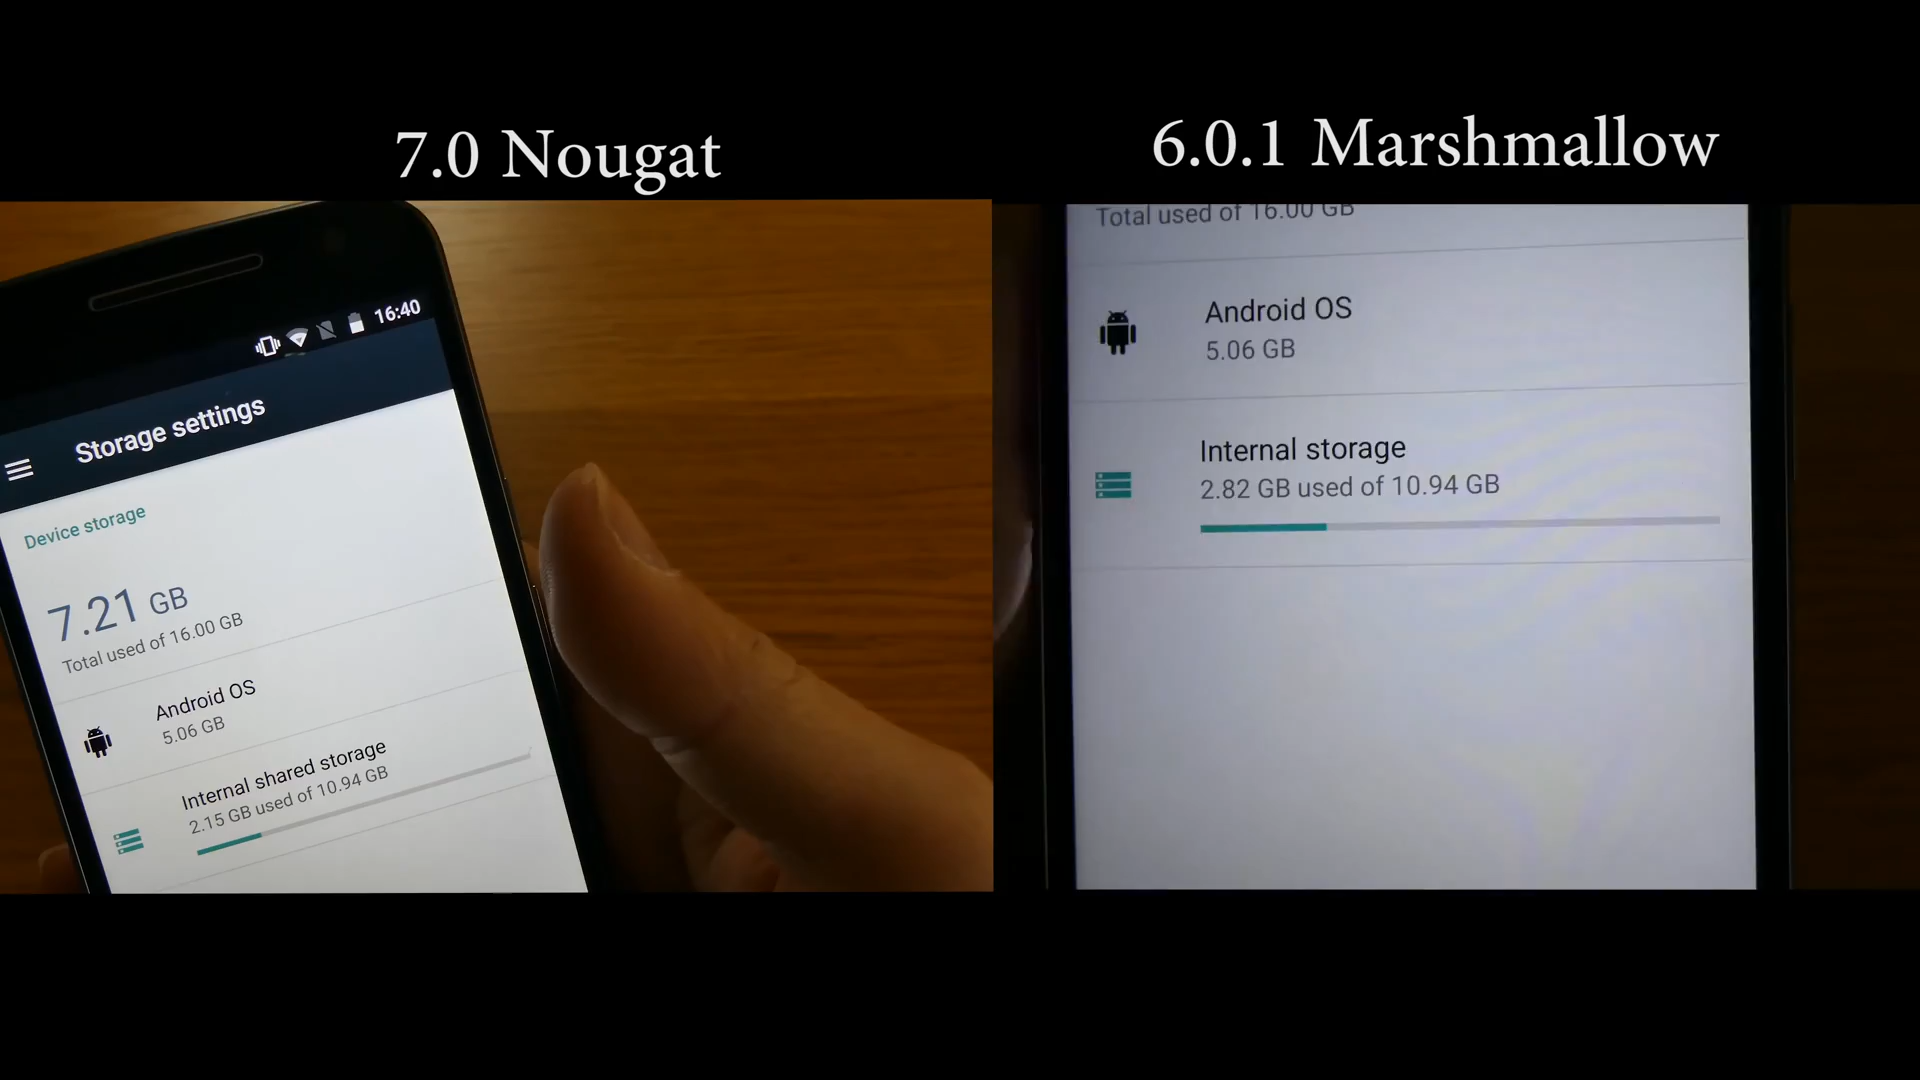 7.0 Nougat
16:40
Storage settings
Device storage
7.21 GB
Total used of 16.00 GB
Android OS
5.06 GB
Internal shared storage
2.15 GB used of 10.94 GB
6.0.1 Marshmallow
Total used of 16.00 GB
Android OS
5.06 GB
Internal storage
2.82 GB used of 10.94 GB